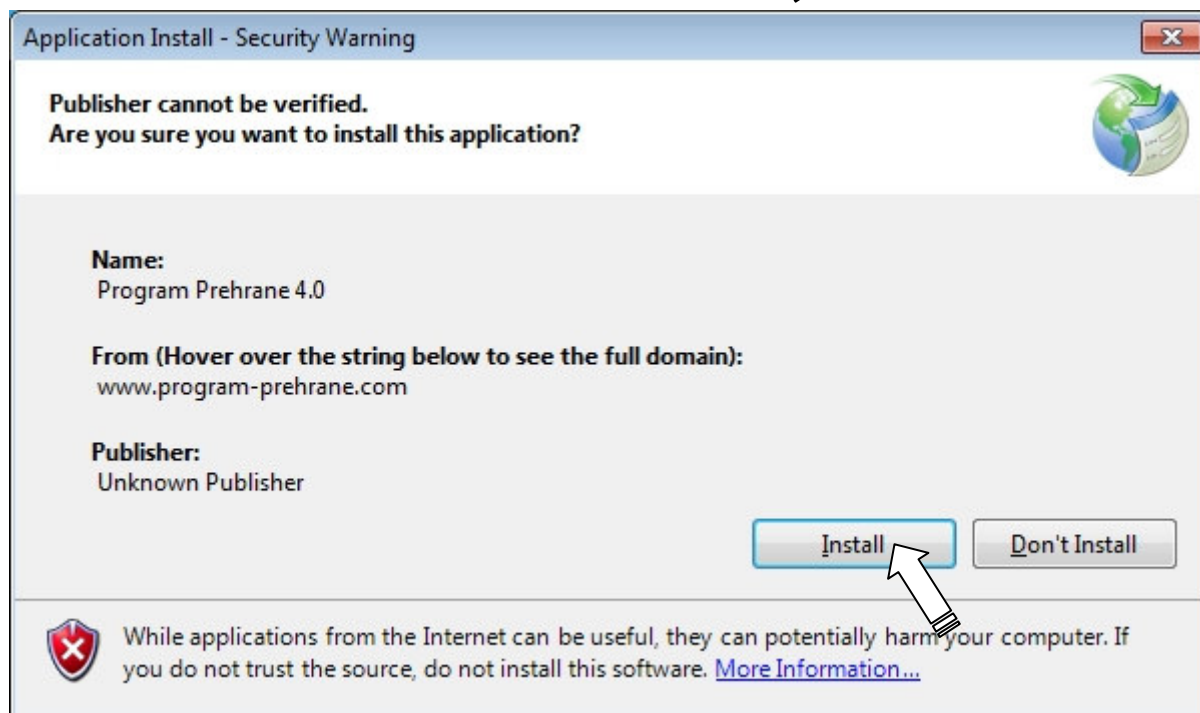 Application Install - Security Warning
Publisher cannot be verified.
Are you sure you want to install this application?
Name:
Program Prehrane 4.0
From (Hover over the string below to see the full domain):
www.program-prehrane.com
Publisher:
Unknown Publisher
Install
Don't Install
While applications from the Internet can be useful, they can potentially harm your computer. If
you do not trust the source, do not install this software. More Information...